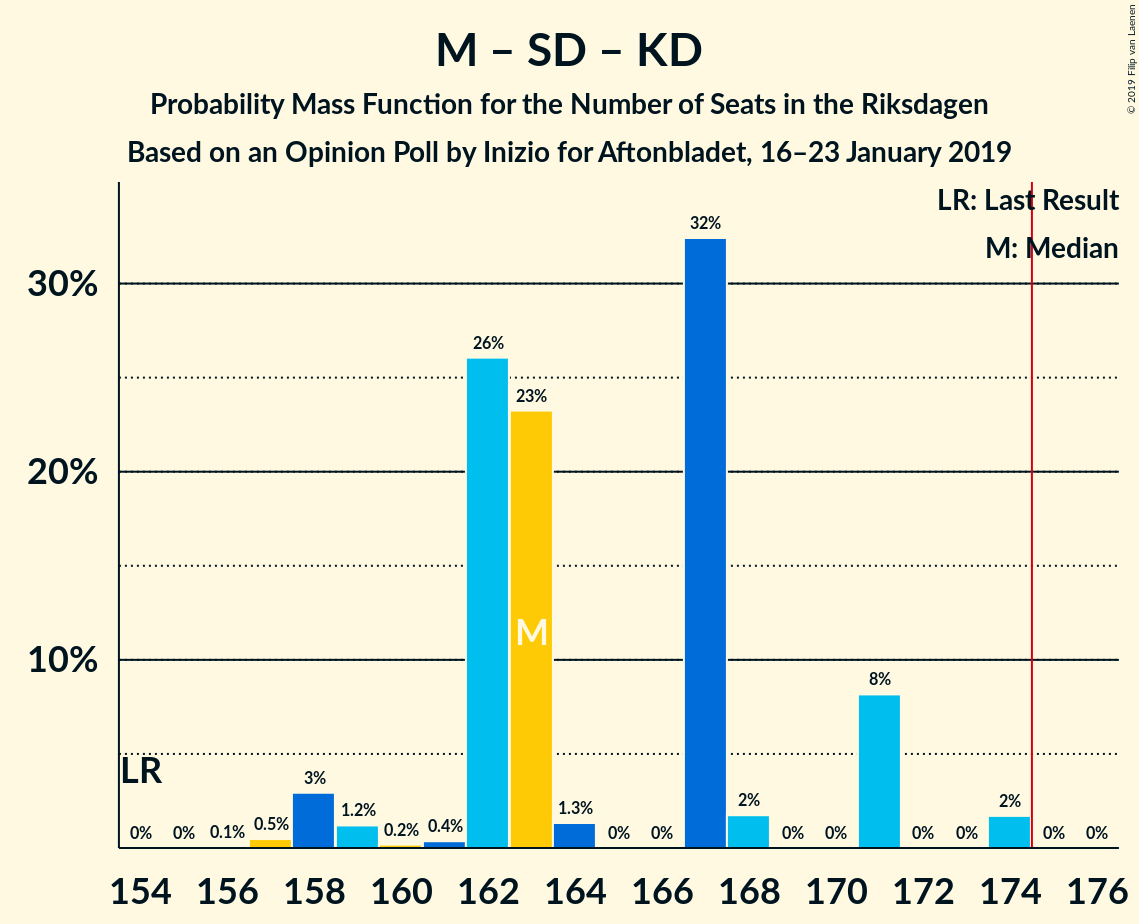 M – SD – KD
Probability Mass Function for the Number of Seats in the Riksdagen
Based on an Opinion Poll by Inizio for Aftonbladet, 16–23 January 2019
© 2019 Filip van Laenen
LR: Last Result
M: Median
30%
20%
10%
LR
M
0%
0%
0.1%
0.5%
3%
1.2%
0.2%
0.4%
26%
23%
1.3%
0%
0%
32%
2%
0%
0%
8%
0%
0%
2%
0%
0%
154 156 158 160 162 164 166 168 170 172 174 176